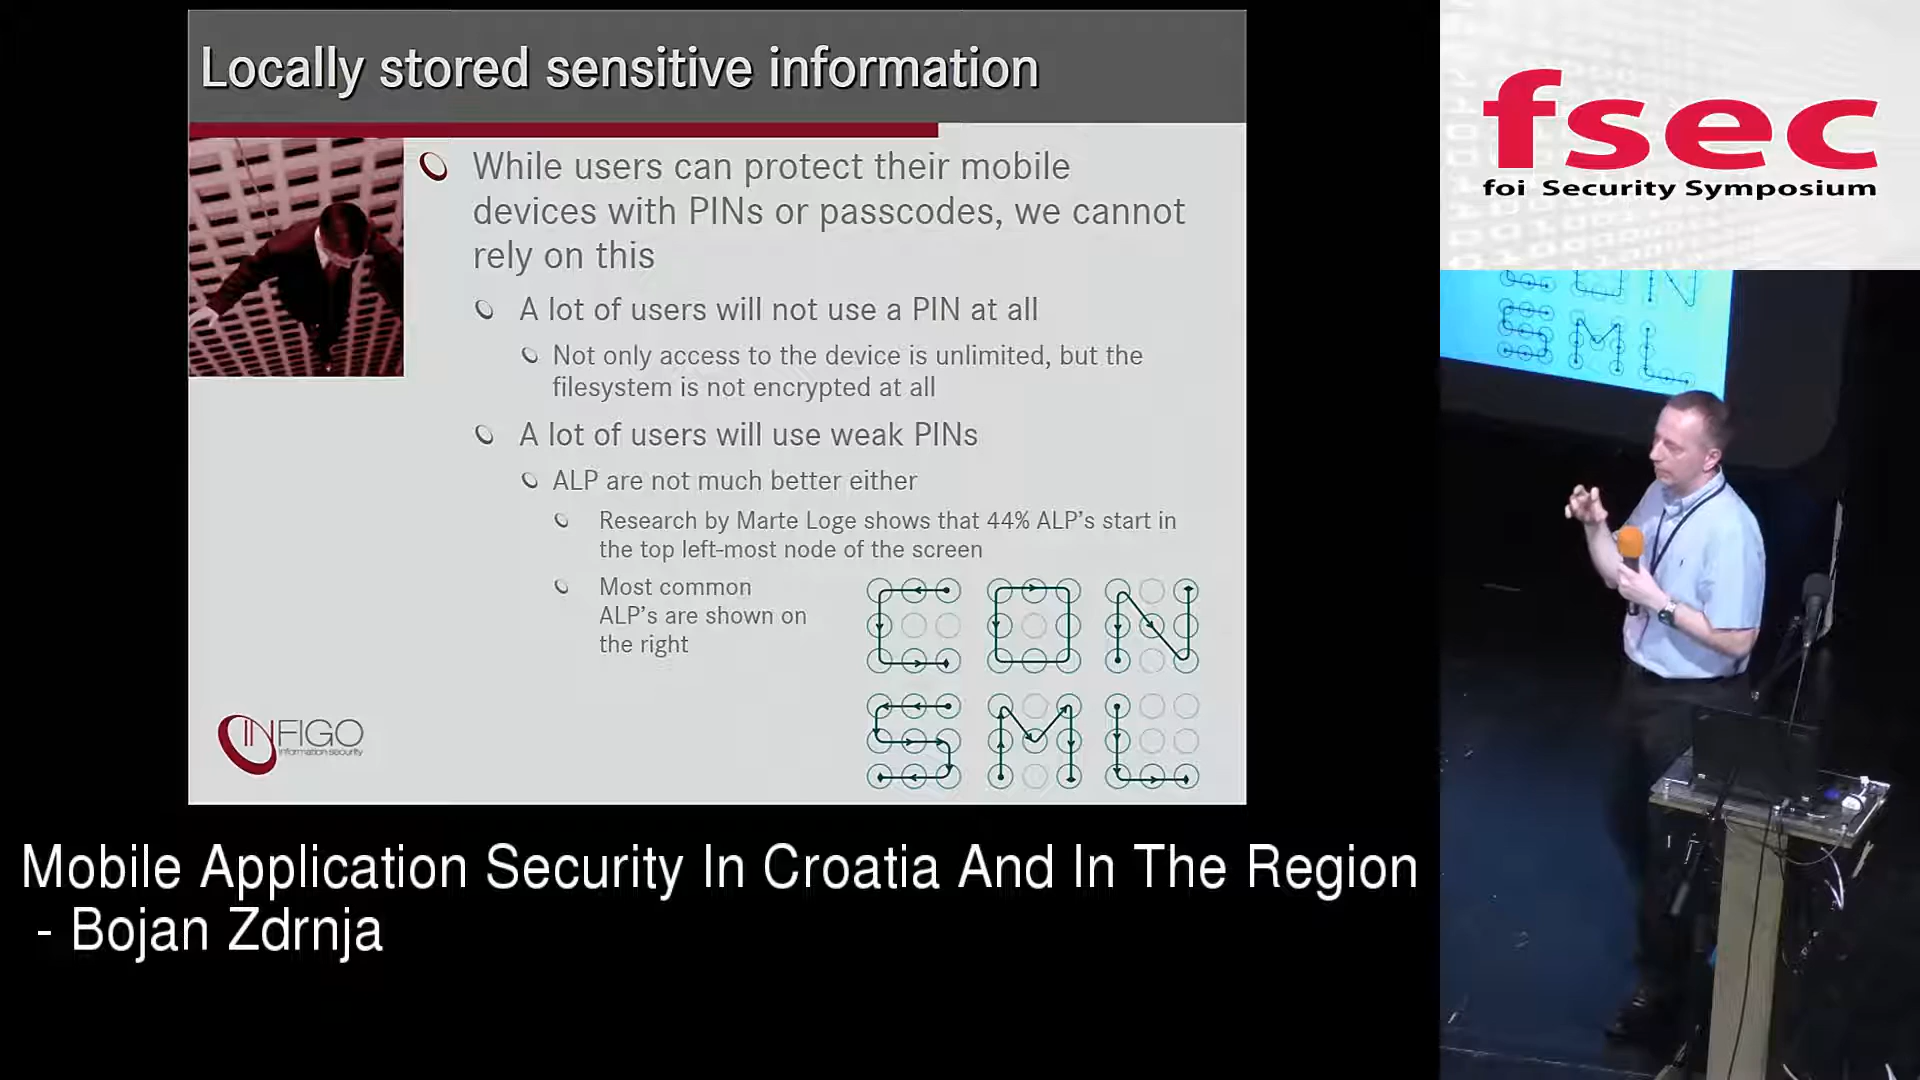 Locally stored sensitive information
While users can protect their mobile
devices with PINs or passcodes, we cannot
rely on this
A lot of users will not use a PIN at all
Not only access to the device is unlimited, but the
filesystem is not encrypted at all
A lot of users will use weak PINs
ALP are not much better either
Research by Marte Loge shows that 44% ALP's start in
the top left-most node of the screen
Most common
ALP's are shown on
the right
INFIGO
information security
fsec
foi Security Symposium
Mobile Application Security In Croatia And In The Region
- Bojan Zdrnja